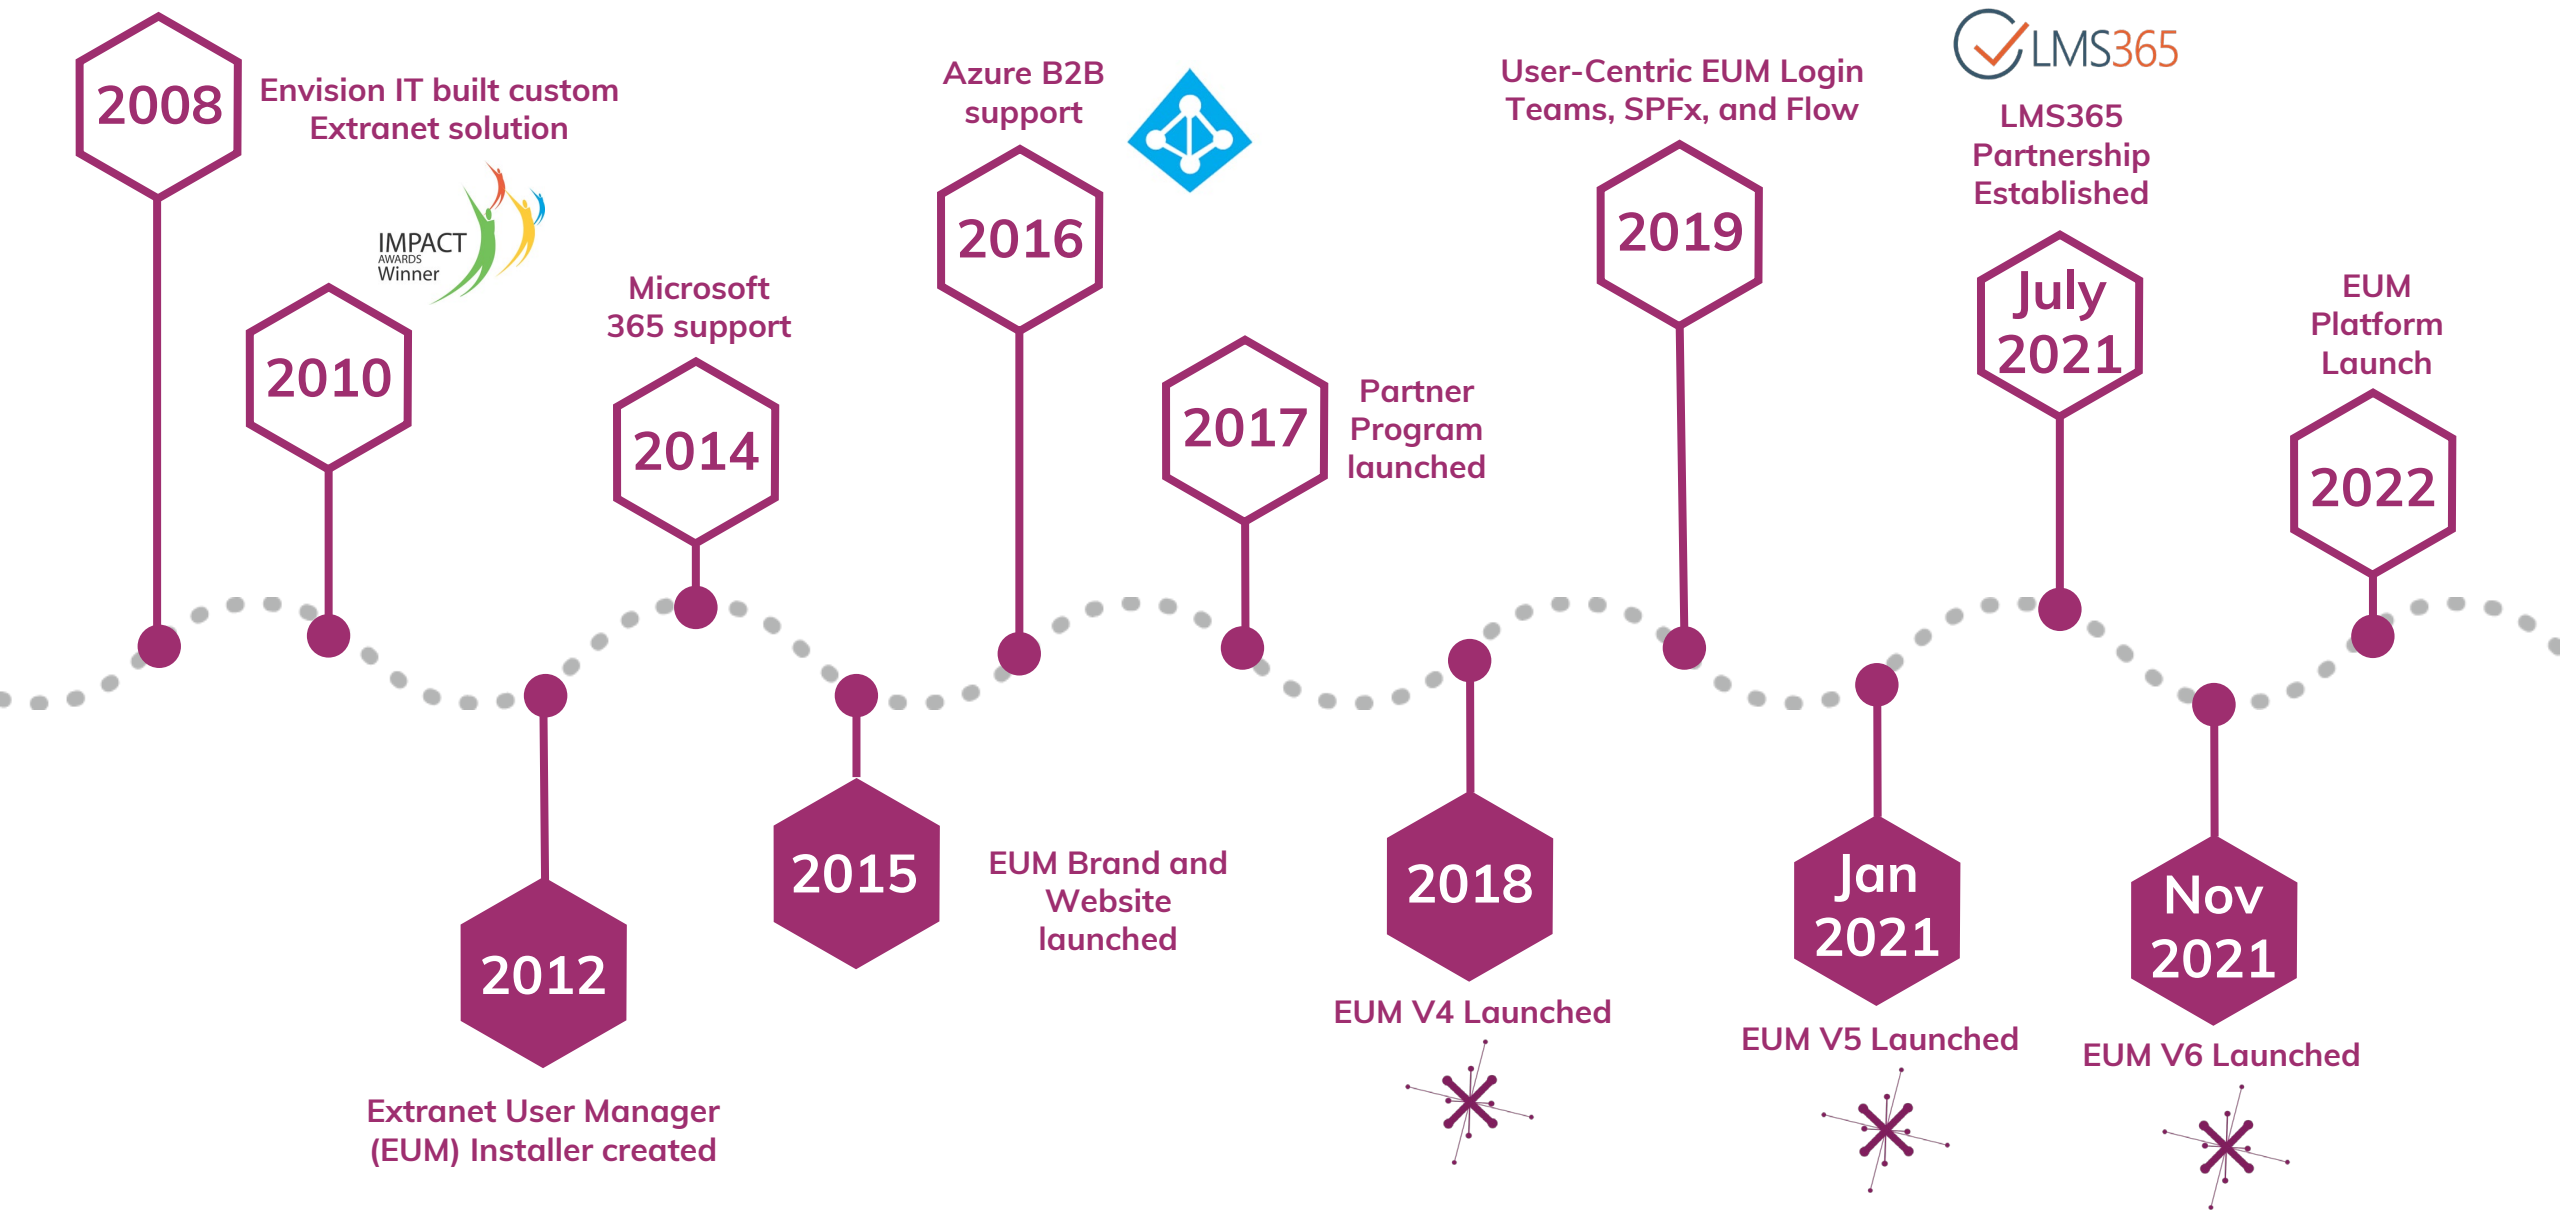 2008
Envision IT built custom
Extranet solution
IMPACT
AWARDS
Winner
2010
Extranet User Manager
(EUM) Installer created
2012
Microsoft
365 support
2014
2015
EUM Brand and
Website
launched
Azure B2B
support
2016
2017
Partner
Program
launched
2018
EUM V4 Launched
User-Centric EUM Login
Teams, SPFx, and Flow
2019
Jan
2021
EUM V5 Launched
LMS365
LMS365
Partnership
Established
July
2021
Nov
2021
EUM V6 Launched
EUM
Platform
Launch
2022